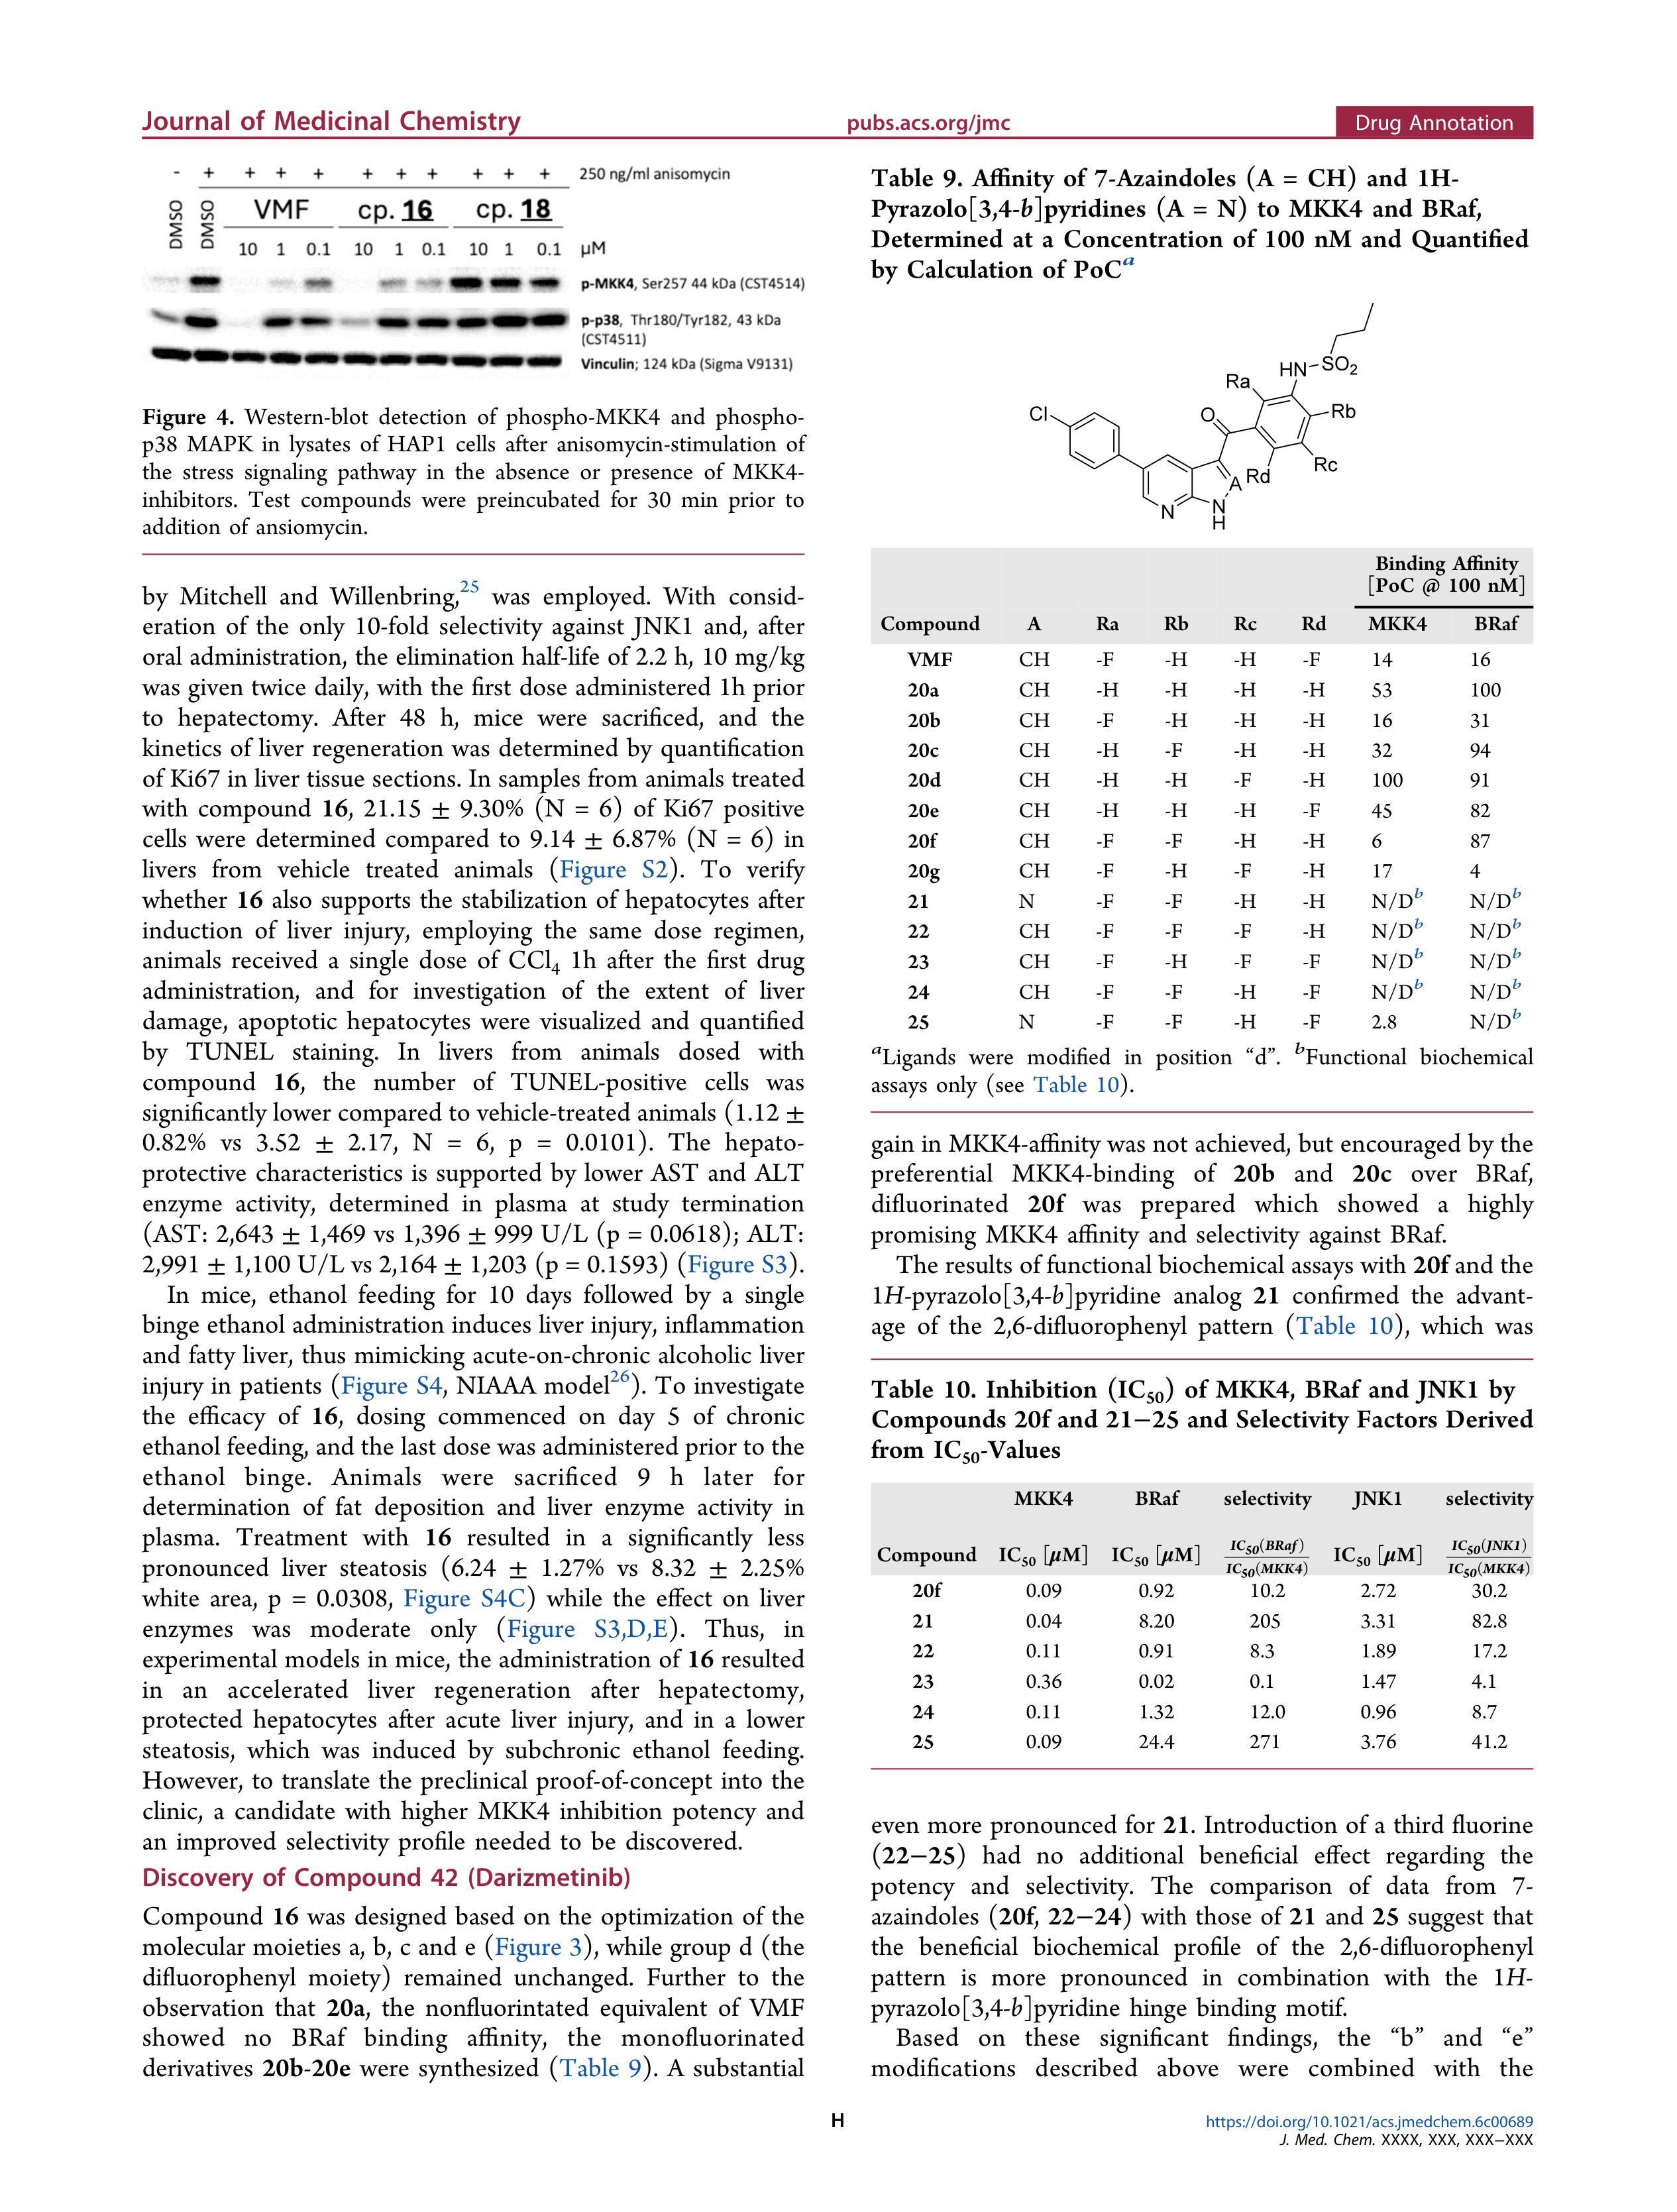 Journal of Medicinal Chemistry
pubs.acs.org/jmc
Drug Annotation
- + + + + + + + + + + 250 ng/ml anisomycin
DMSO DMSO VMF cp. 16 cp. 18
10 1 0.1 10 1 0.1 10 1 0.1 μM
p-MKK4, Ser257 44 kDa (CST4514)
p-p38, Thr180/Tyr182, 43 kDa
(CST4511)
Vinculin; 124 kDa (Sigma V9131)
Figure 4. Western-blot detection of phospho-MKK4 and phospho-
p38 MAPK in lysates of HAP1 cells after anisomycin-stimulation of
the stress signaling pathway in the absence or presence of MKK4-
inhibitors. Test compounds were preincubated for 30 min prior to
addition of ansiomycin.
by Mitchell and Willenbring,25 was employed. With consid-
eration of the only 10-fold selectivity against JNK1 and, after
oral administration, the elimination half-life of 2.2 h, 10 mg/kg
was given twice daily, with the first dose administered 1h prior
to hepatectomy. After 48 h, mice were sacrificed, and the
kinetics of liver regeneration was determined by quantification
of Ki67 in liver tissue sections. In samples from animals treated
with compound 16, 21.15 ± 9.30% (N = 6) of Ki67 positive
cells were determined compared to 9.14 ± 6.87% (N = 6) in
livers from vehicle treated animals (Figure S2). To verify
whether 16 also supports the stabilization of hepatocytes after
induction of liver injury, employing the same dose regimen,
animals received a single dose of CCl4 1h after the first drug
administration, and for investigation of the extent of liver
damage, apoptotic hepatocytes were visualized and quantified
by TUNEL staining. In livers from animals dosed with
compound 16, the number of TUNEL-positive cells was
significantly lower compared to vehicle-treated animals (1.12 ±
0.82% vs 3.52 ± 2.17, N = 6, p = 0.0101). The hepato-
protective characteristics is supported by lower AST and ALT
enzyme activity, determined in plasma at study termination
(AST: 2,643 ± 1,469 vs 1,396 ± 999 U/L (p = 0.0618); ALT:
2,991 ± 1,100 U/L vs 2,164 ± 1,203 (p = 0.1593) (Figure S3).
In mice, ethanol feeding for 10 days followed by a single
binge ethanol administration induces liver injury, inflammation
and fatty liver, thus mimicking acute-on-chronic alcoholic liver
injury in patients (Figure S4, NIAAA model26). To investigate
the efficacy of 16, dosing commenced on day 5 of chronic
ethanol feeding, and the last dose was administered prior to the
ethanol binge. Animals were sacrificed 9 h later for
determination of fat deposition and liver enzyme activity in
plasma. Treatment with 16 resulted in a significantly less
pronounced liver steatosis (6.24 ± 1.27% vs 8.32 ± 2.25%
white area, p = 0.0308, Figure S4C) while the effect on liver
enzymes was moderate only (Figure S3,D,E). Thus, in
experimental models in mice, the administration of 16 resulted
in an accelerated liver regeneration after hepatectomy,
protected hepatocytes after acute liver injury, and in a lower
steatosis, which was induced by subchronic ethanol feeding.
However, to translate the preclinical proof-of-concept into the
clinic, a candidate with higher MKK4 inhibition potency and
an improved selectivity profile needed to be discovered.
Discovery of Compound 42 (Darizmetinib)
Compound 16 was designed based on the optimization of the
molecular moieties a, b, c and e (Figure 3), while group d (the
difluorophenyl moiety) remained unchanged. Further to the
observation that 20a, the nonfluorintated equivalent of VMF
showed no BRaf binding affinity, the monofluorinated
derivatives 20b-20e were synthesized (Table 9). A substantial
Table 9. Affinity of 7-Azaindoles (A = CH) and 1H-
Pyrazolo[3,4-b]pyridines (A = N) to MKK4 and BRaf,
Determined at a Concentration of 100 nM and Quantified
by Calculation of PoCa
HN-SO2
Ra
O
Rb
Cl
Rc
Rd
A
N
N
H
Binding Affinity
[PoC @ 100 nM]
Compound A Ra Rb Rc Rd MKK4 BRaf
VMF CH -F -H -H -F 14 16
20a CH -H -H -H -H 53 100
20b CH -F -H -H -H 16 31
20c CH -H -F -H -H 32 94
20d CH -H -H -F -H 100 91
20e CH -H -H -H -F 45 82
20f CH -F -F -H -H 6 87
20g CH -F -H -F -H 17 4
21 N -F -F -H -H N/Db N/Db
22 CH -F -F -F -H N/Db N/Db
23 CH -F -H -F -F N/Db N/Db
24 CH -F -F -H -F N/Db N/Db
25 N -F -F -H -F 2.8 N/Db
aLigands were modified in position “d”. bFunctional biochemical
assays only (see Table 10).
gain in MKK4-affinity was not achieved, but encouraged by the
preferential MKK4-binding of 20b and 20c over BRaf,
difluorinated 20f was prepared which showed a highly
promising MKK4 affinity and selectivity against BRaf.
The results of functional biochemical assays with 20f and the
1H-pyrazolo[3,4-b]pyridine analog 21 confirmed the advant-
age of the 2,6-difluorophenyl pattern (Table 10), which was
Table 10. Inhibition (IC50) of MKK4, BRaf and JNK1 by
Compounds 20f and 21−25 and Selectivity Factors Derived
from IC50-Values
MKK4 BRaf selectivity JNK1 selectivity
Compound IC50 [μM] IC50 [μM] IC50(BRaf)/IC50(MKK4) IC50 [μM] IC50(JNK1)/IC50(MKK4)
20f 0.09 0.92 10.2 2.72 30.2
21 0.04 8.20 205 3.31 82.8
22 0.11 0.91 8.3 1.89 17.2
23 0.36 0.02 0.1 1.47 4.1
24 0.11 1.32 12.0 0.96 8.7
25 0.09 24.4 271 3.76 41.2
even more pronounced for 21. Introduction of a third fluorine
(22−25) had no additional beneficial effect regarding the
potency and selectivity. The comparison of data from 7-
azaindoles (20f, 22−24) with those of 21 and 25 suggest that
the beneficial biochemical profile of the 2,6-difluorophenyl
pattern is more pronounced in combination with the 1H-
pyrazolo[3,4-b]pyridine hinge binding motif.
Based on these significant findings, the “b” and “e”
modifications described above were combined with the
H
https://doi.org/10.1021/acs.jmedchem.6c00689
J. Med. Chem. XXXX, XXX, XXX−XXX